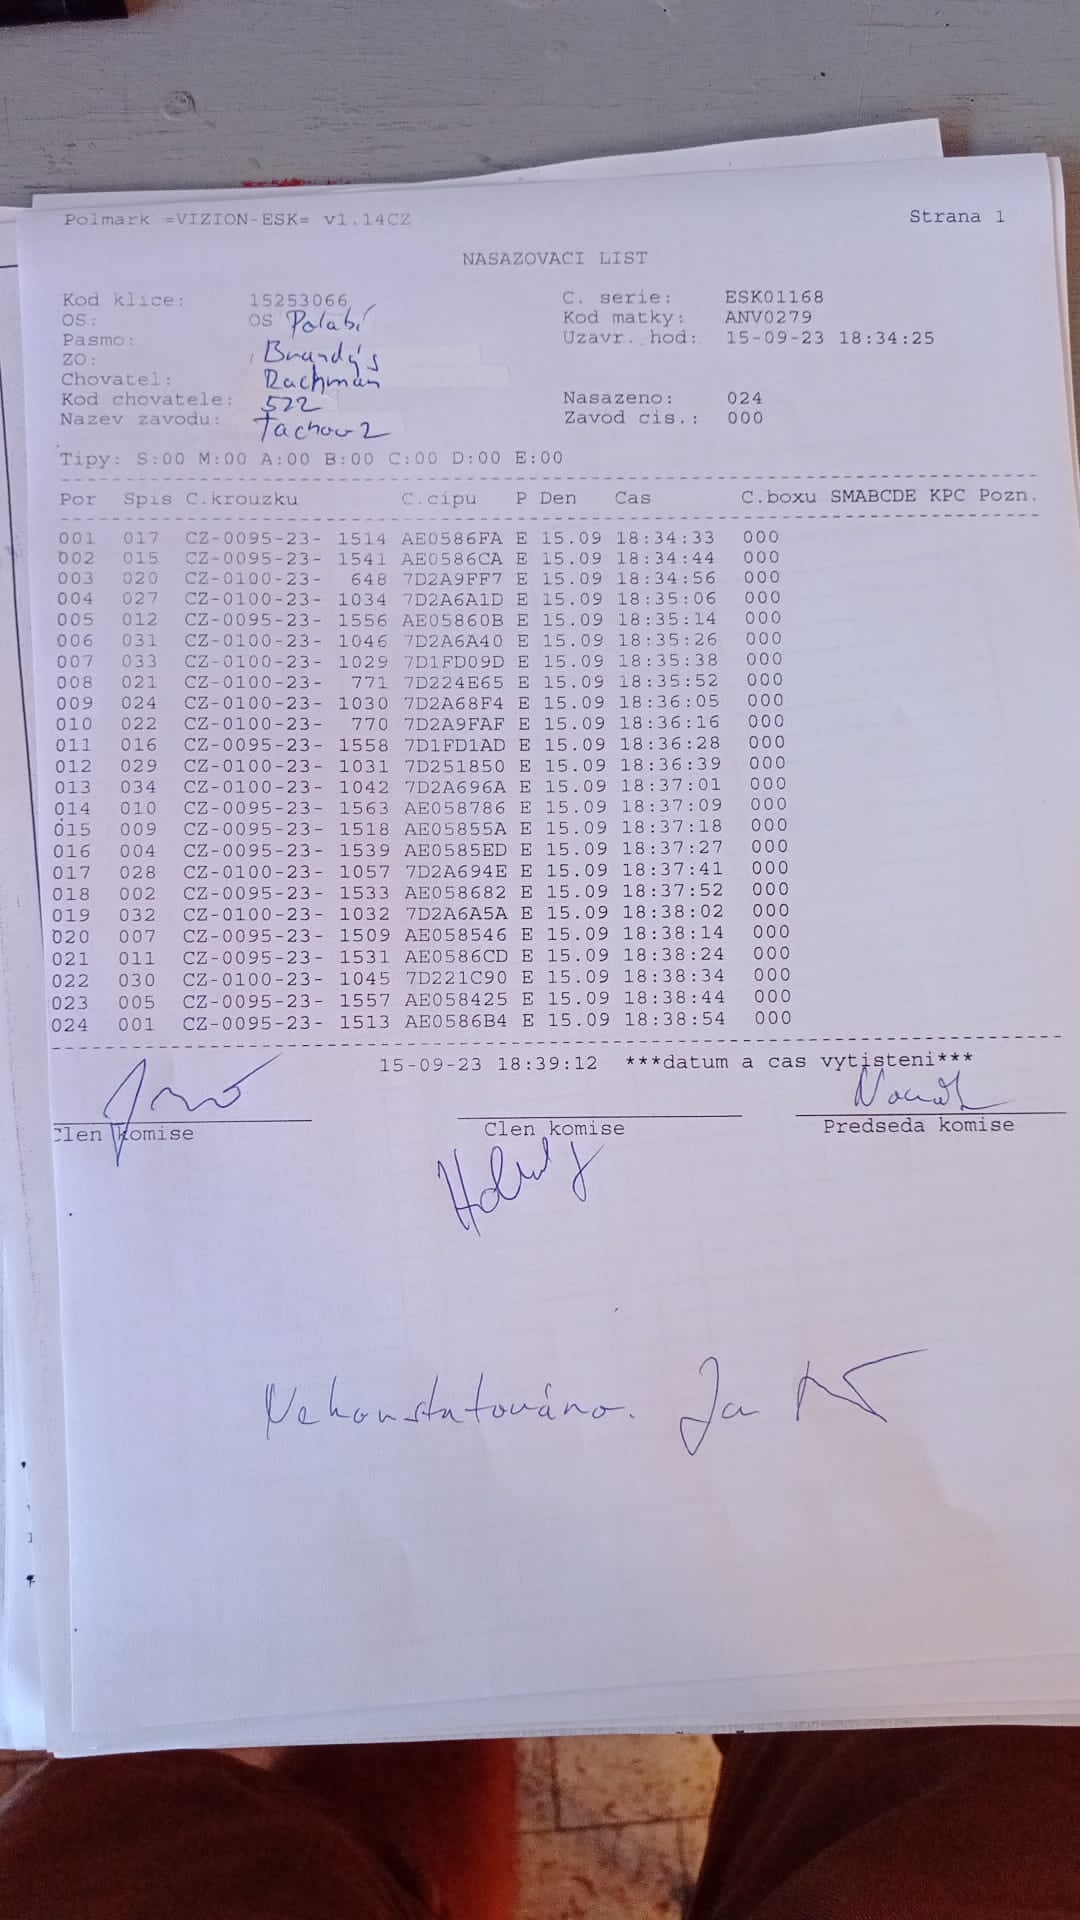 Polmark =VIZION-ESK= v1.14CZ Strana 1
NASAZOVACI LIST
Kod klice: 15253066 C. serie: ESK01168
OS: OS Polabí Kod matky: ANV0279
Pasmo: Uzavr. hod: 15-09-23 18:34:25
ZO: Brandýs
Chovatel: Rachman
Kod chovatele: 522 Nasazeno: 024
Nazev zavodu: Tachov 2 Zavod cis.: 000
Tipy: S:00 M:00 A:00 B:00 C:00 D:00 E:00
Por Spis C.krouzku C.cipu P Den Cas C.boxu SMABCDE KPC Pozn.
001 017 CZ-0095-23- 1514 AE0586FA E 15.09 18:34:33 000
002 015 CZ-0095-23- 1541 AE0586CA E 15.09 18:34:44 000
003 020 CZ-0100-23- 648 7D2A9FF7 E 15.09 18:34:56 000
004 027 CZ-0100-23- 1034 7D2A6A1D E 15.09 18:35:06 000
005 012 CZ-0095-23- 1556 AE05860B E 15.09 18:35:14 000
006 031 CZ-0100-23- 1046 7D2A6A40 E 15.09 18:35:26 000
007 033 CZ-0100-23- 1029 7D1FD09D E 15.09 18:35:38 000
008 021 CZ-0100-23- 771 7D224E65 E 15.09 18:35:52 000
009 024 CZ-0100-23- 1030 7D2A68F4 E 15.09 18:36:05 000
010 022 CZ-0100-23- 770 7D2A9FAF E 15.09 18:36:16 000
011 016 CZ-0095-23- 1558 7D1FD1AD E 15.09 18:36:28 000
012 029 CZ-0100-23- 1031 7D251850 E 15.09 18:36:39 000
013 034 CZ-0100-23- 1042 7D2A696A E 15.09 18:37:01 000
014 010 CZ-0095-23- 1563 AE058786 E 15.09 18:37:09 000
015 009 CZ-0095-23- 1518 AE05855A E 15.09 18:37:18 000
016 004 CZ-0095-23- 1539 AE0585ED E 15.09 18:37:27 000
017 028 CZ-0100-23- 1057 7D2A694E E 15.09 18:37:41 000
018 002 CZ-0095-23- 1533 AE058682 E 15.09 18:37:52 000
019 032 CZ-0100-23- 1032 7D2A6A5A E 15.09 18:38:02 000
020 007 CZ-0095-23- 1509 AE058546 E 15.09 18:38:14 000
021 011 CZ-0095-23- 1531 AE0586CD E 15.09 18:38:24 000
022 030 CZ-0100-23- 1045 7D221C90 E 15.09 18:38:34 000
023 005 CZ-0095-23- 1557 AE058425 E 15.09 18:38:44 000
024 001 CZ-0095-23- 1513 AE0586B4 E 15.09 18:38:54 000
15-09-23 18:39:12 ***datum a cas vytisteni***
Clen komise Clen komise Predseda komise
Nekonstatováno.